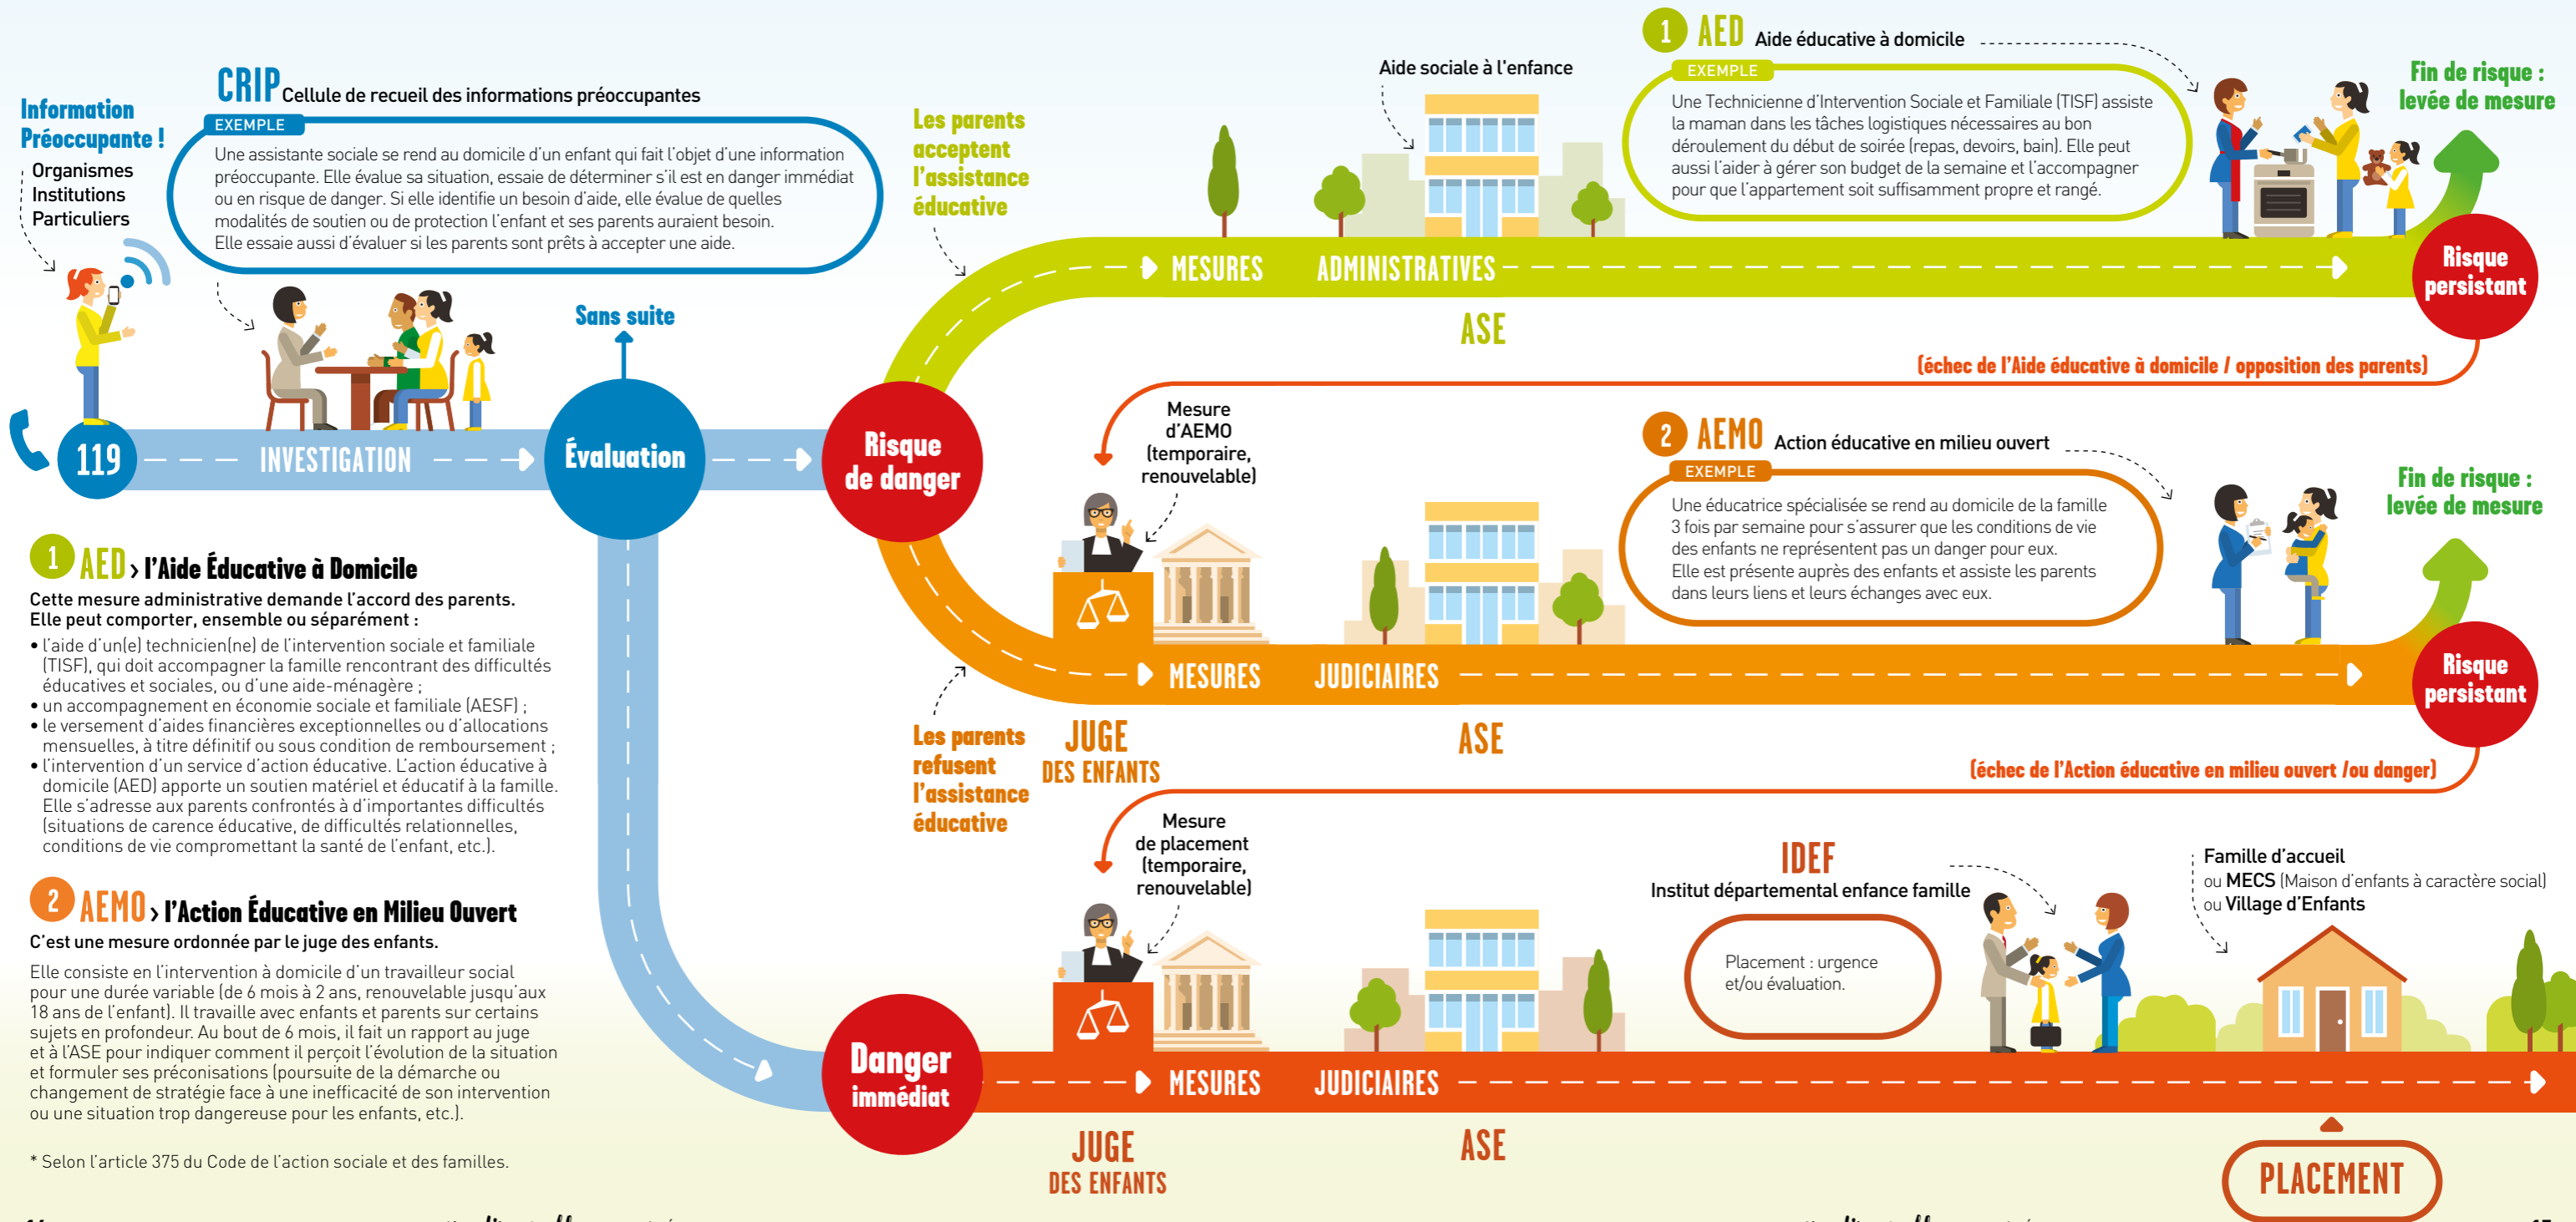 Information
Préoccupante !
Organismes
Institutions
Particuliers
CRIP Cellule de recueil des informations préoccupantes
EXEMPLE
Une assistante sociale se rend au domicile d'un enfant qui fait l'objet d'une information
préoccupante. Elle évalue sa situation, essaie de déterminer s'il est en danger immédiat
ou en risque de danger. Si elle identifie un besoin d'aide, elle évalue de quelles
modalités de soutien ou de protection l'enfant et ses parents auraient besoin.
Elle essaie aussi d'évaluer si les parents sont prêts à accepter une aide.
119
INVESTIGATION
Sans suite
Évaluation
Risque
de danger
Les parents
acceptent
l'assistance
éducative
MESURES ADMINISTRATIVES
ASE
Aide sociale à l'enfance
1 AED Aide éducative à domicile
EXEMPLE
Une Technicienne d'Intervention Sociale et Familiale (TISF) assiste
la maman dans les tâches logistiques nécessaires au bon
déroulement du début de soirée (repas, devoirs, bain). Elle peut
aussi l'aider à gérer son budget de la semaine et l'accompagner
pour que l'appartement soit suffisamment propre et rangé.
Fin de risque :
levée de mesure
Risque
persistant
(échec de l'Aide éducative à domicile / opposition des parents)
Mesure
d'AEMO
(temporaire,
renouvelable)
2 AEMO Action éducative en milieu ouvert
EXEMPLE
Une éducatrice spécialisée se rend au domicile de la famille
3 fois par semaine pour s'assurer que les conditions de vie
des enfants ne représentent pas un danger pour eux.
Elle est présente auprès des enfants et assiste les parents
dans leurs liens et leurs échanges avec eux.
Fin de risque :
levée de mesure
MESURES JUDICIAIRES
Risque
persistant
Les parents
refusent
l'assistance
éducative
JUGE
DES ENFANTS
ASE
(échec de l'Action éducative en milieu ouvert /ou danger)
1 AED › l'Aide Éducative à Domicile
Cette mesure administrative demande l'accord des parents.
Elle peut comporter, ensemble ou séparément :
• l'aide d'un(e) technicien(ne) de l'intervention sociale et familiale
(TISF), qui doit accompagner la famille rencontrant des difficultés
éducatives et sociales, ou d'une aide-ménagère ;
• un accompagnement en économie sociale et familiale (AESF) ;
• le versement d'aides financières exceptionnelles ou d'allocations
mensuelles, à titre définitif ou sous condition de remboursement ;
• l'intervention d'un service d'action éducative. L'action éducative à
domicile (AED) apporte un soutien matériel et éducatif à la famille.
Elle s'adresse aux parents confrontés à d'importantes difficultés
(situations de carence éducative, de difficultés relationnelles,
conditions de vie compromettant la santé de l'enfant, etc.).
2 AEMO › l'Action Éducative en Milieu Ouvert
C'est une mesure ordonnée par le juge des enfants.
Elle consiste en l'intervention à domicile d'un travailleur social
pour une durée variable (de 6 mois à 2 ans, renouvelable jusqu'aux
18 ans de l'enfant). Il travaille avec enfants et parents sur certains
sujets en profondeur. Au bout de 6 mois, il fait un rapport au juge
et à l'ASE pour indiquer comment il perçoit l'évolution de la situation
et formuler ses préconisations (poursuite de la démarche ou
changement de stratégie face à une inefficacité de son intervention
ou une situation trop dangereuse pour les enfants, etc.).
* Selon l'article 375 du Code de l'action sociale et des familles.
Mesure
de placement
(temporaire,
renouvelable)
IDEF
Institut départemental enfance famille
Placement : urgence
et/ou évaluation.
Famille d'accueil
ou MECS (Maison d'enfants à caractère social)
ou Village d'Enfants
Danger
immédiat
MESURES JUDICIAIRES
JUGE
DES ENFANTS
ASE
PLACEMENT